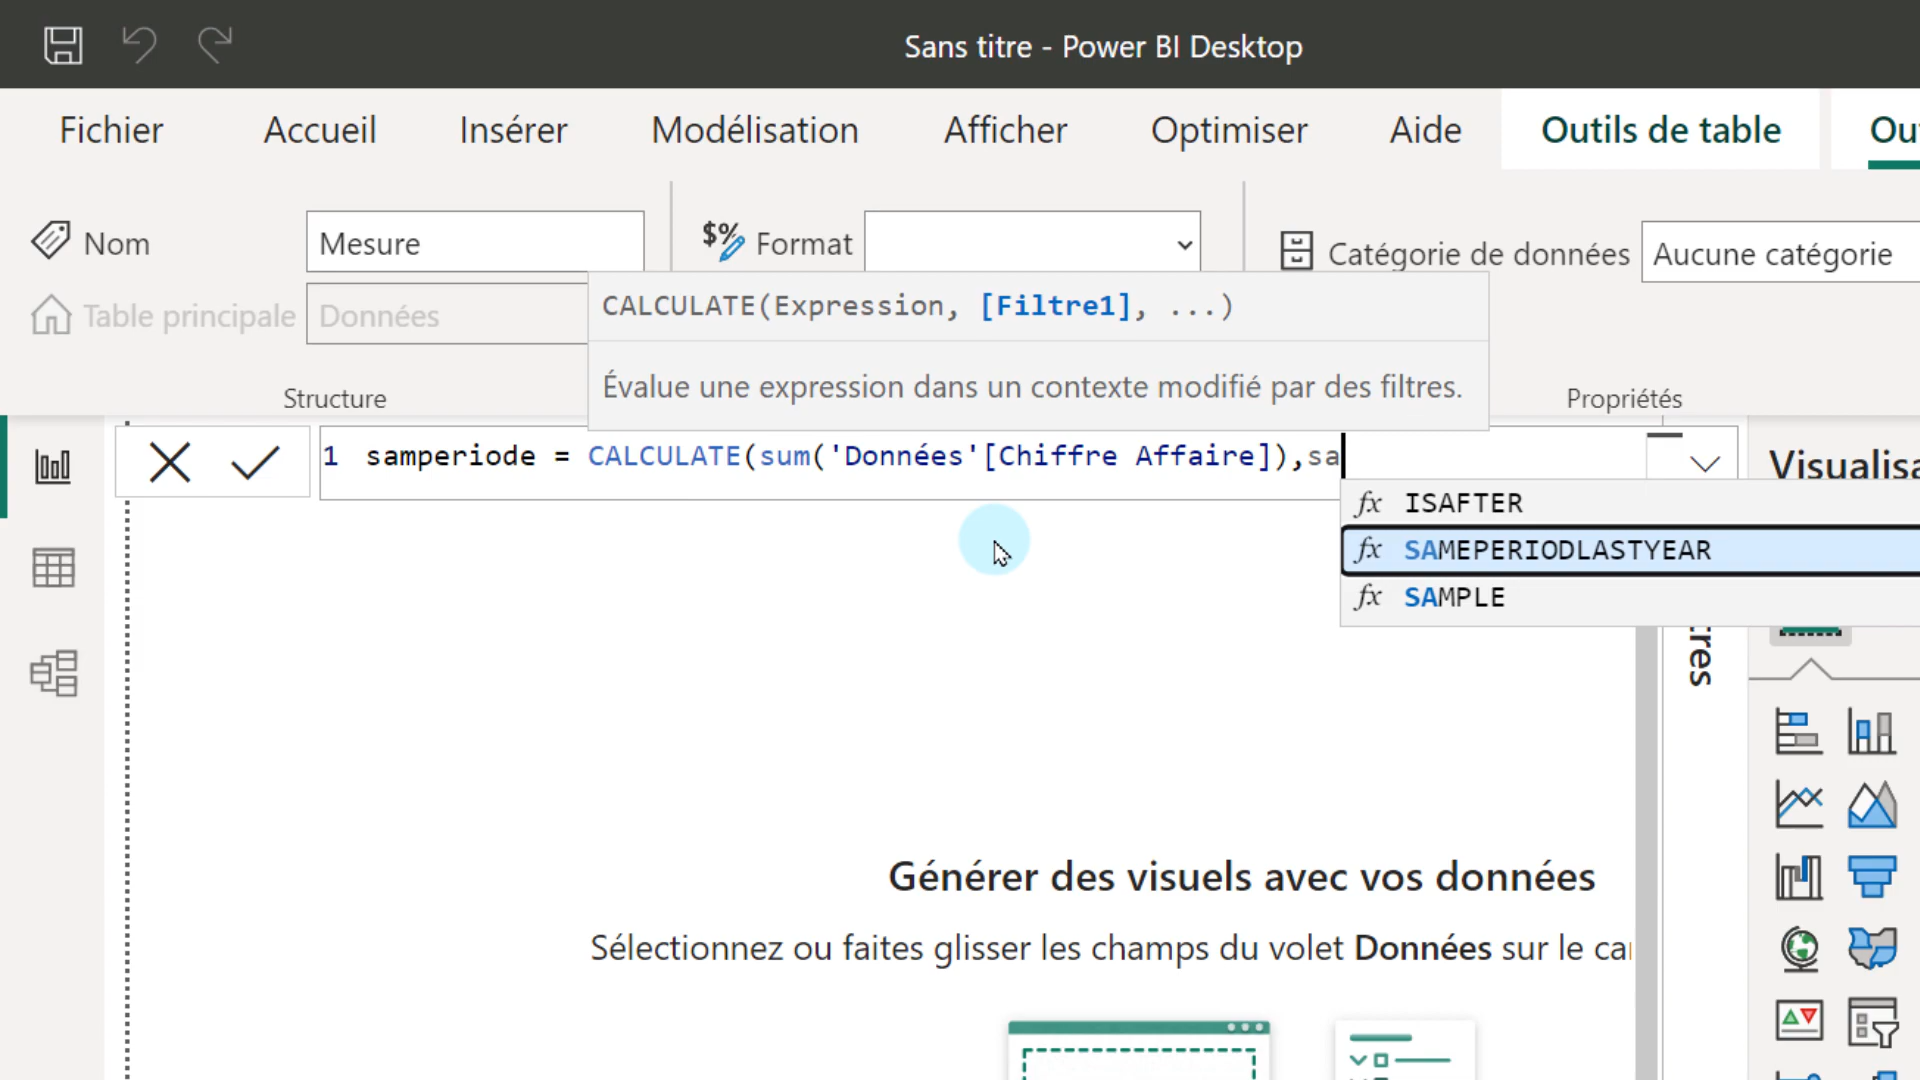 Sans titre - Power BI Desktop
Fichier Accueil Insérer Modélisation Afficher Optimiser Aide Outils de table Ou
Nom Mesure $% Format Catégorie de données Aucune catégorie
Table principale Données
CALCULATE(Expression, [Filtre1], ...)
Évalue une expression dans un contexte modifié par des filtres.
Structure Propriétés
1 samperiode = CALCULATE(sum('Données'[Chiffre Affaire]),sa
Visualisa
fx ISAFTER
fx SAMEPERIODLASTYEAR
fx SAMPLE
res
Générer des visuels avec vos données
Sélectionnez ou faites glisser les champs du volet Données sur le ca